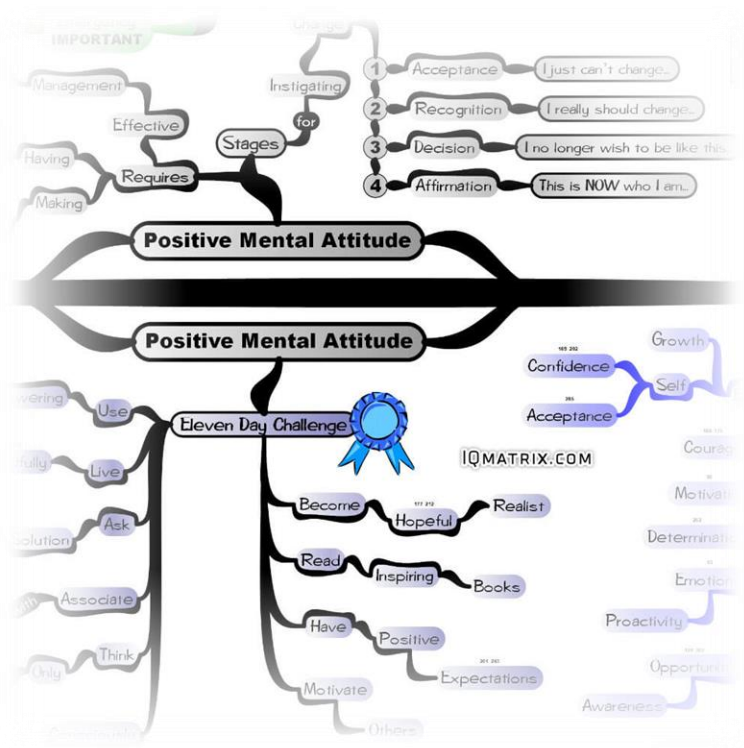 IMPORTANT
Change
Management
Instigating
Effective
for
Stages
Having
Requires
Making
1 Acceptance I just can't change...
2 Recognition I really should change...
3 Decision I no longer wish to be like this
4 Affirmation This is NOW who I am...
Positive Mental Attitude
Positive Mental Attitude
Eleven Day Challenge
Use
Live
Ask
Associate
Think
Only
Become
Hopeful
Realist
Read
Inspiring
Books
Have
Positive
Expectations
Motivate
Others
IQMATRIX.COM
Growth
Confidence
Self
Acceptance
Proactivity
Awareness